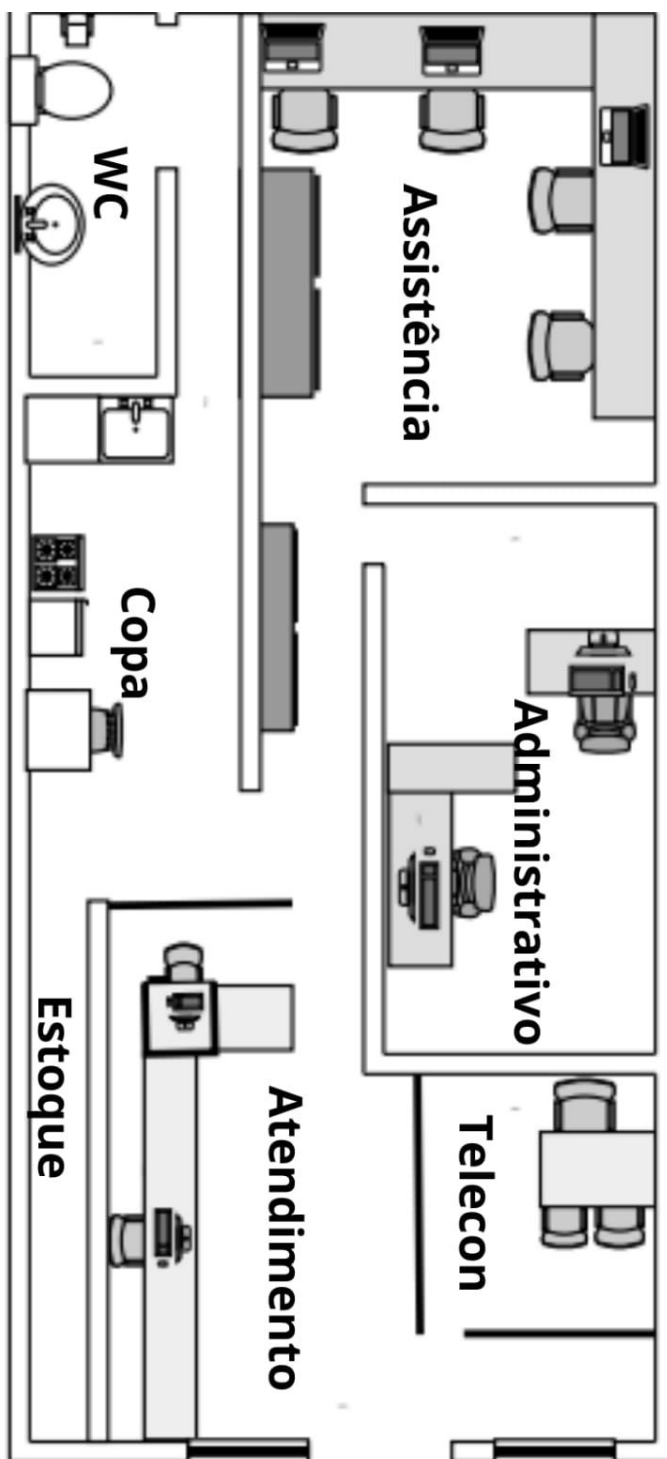 WC
Assistência
Copa
Administrativo
Estoque
Atendimento
Telecon